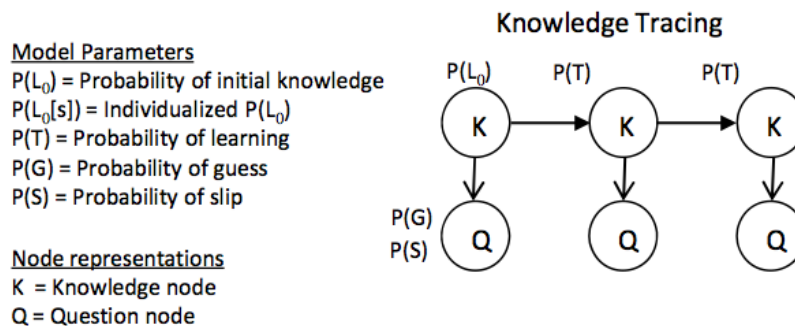 Model Parameters
P(L₀) = Probability of initial knowledge
P(L₀[s]) = Individualized P(L₀)
P(T) = Probability of learning
P(G) = Probability of guess
P(S) = Probability of slip
Node representations
K = Knowledge node
Q = Question node
Knowledge Tracing
P(L₀) P(T) P(T)
K K K
P(G)
P(S)
Q Q Q